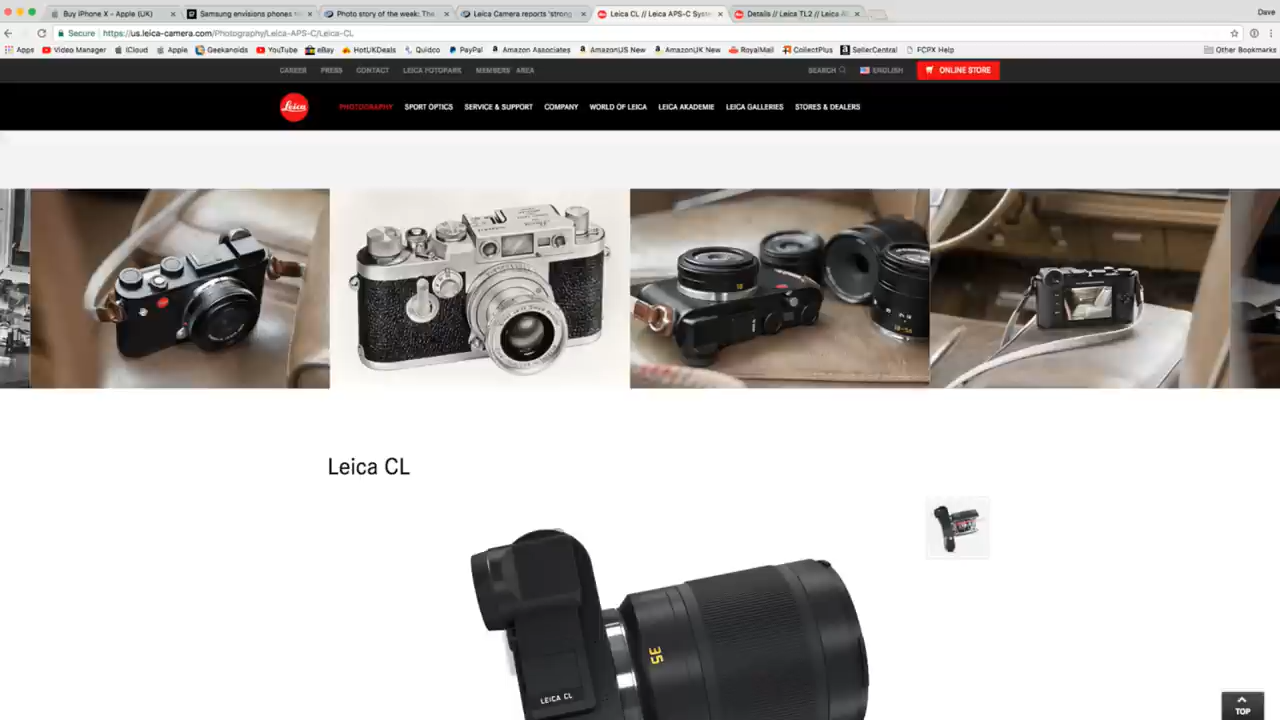 Buy iPhone X - Apple (UK)
Samsung envisions phones
Photo story of the week: The
Leica Camera reports 'strong
Leica CL // Leica APS-C Syste
Details // Leica TL2 // Leica A
Dave
Secure
https://us.leica-camera.com/Photography/Leica-APS-C/Leica-CL
Apps
Video Manager
iCloud
Apple
Geekanoids
YouTube
eBay
HotUKDeals
Quidco
PayPal
Amazon Associates
AmazonUS New
AmazonUK New
RoyalMail
CollectPlus
SellerCentral
FCPX Help
Other Bookmarks
CAREER
PRESS
CONTACT
LEICA FOTOPARK
MEMBERS' AREA
SEARCH
ENGLISH
ONLINE STORE
Leica
PHOTOGRAPHY
SPORT OPTICS
SERVICE & SUPPORT
COMPANY
WORLD OF LEICA
LEICA AKADEMIE
LEICA GALLERIES
STORES & DEALERS
Leica CL
35
LEICA CL
TOP